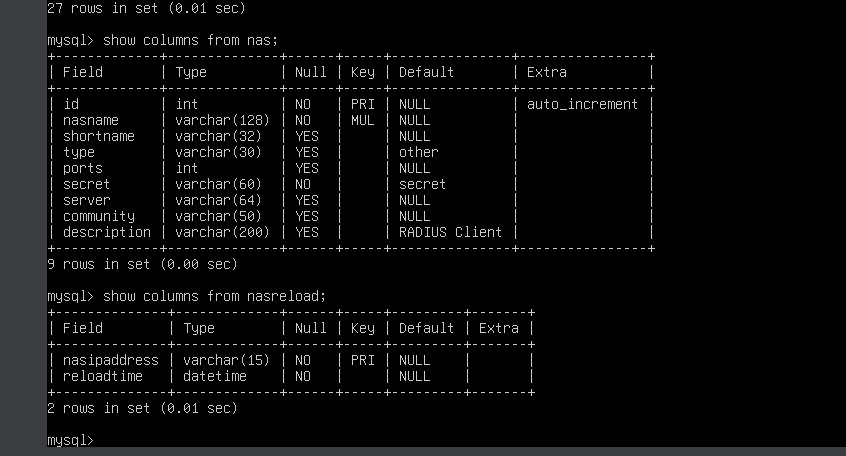 27 rows in set (0.01 sec)
mysql> show columns from nas;
+-------------+--------------+------+-----+---------------+----------------+
| Field       | Type         | Null | Key | Default       | Extra          |
+-------------+--------------+------+-----+---------------+----------------+
| id          | int          | NO   | PRI | NULL          | auto_increment |
| nasname     | varchar(128) | NO   | MUL | NULL          |                |
| shortname   | varchar(32)  | YES  |     | NULL          |                |
| type        | varchar(30)  | YES  |     | other         |                |
| ports       | int          | YES  |     | NULL          |                |
| secret      | varchar(60)  | NO   |     | secret        |                |
| server      | varchar(64)  | YES  |     | NULL          |                |
| community   | varchar(50)  | YES  |     | NULL          |                |
| description | varchar(200) | YES  |     | RADIUS Client |                |
+-------------+--------------+------+-----+---------------+----------------+
9 rows in set (0.00 sec)
mysql> show columns from nasreload;
+--------------+-------------+------+-----+---------+-------+
| Field        | Type        | Null | Key | Default | Extra |
+--------------+-------------+------+-----+---------+-------+
| nasipaddress | varchar(15) | NO   | PRI | NULL    |       |
| reloadtime   | datetime    | NO   |     | NULL    |       |
+--------------+-------------+------+-----+---------+-------+
2 rows in set (0.01 sec)
mysql>